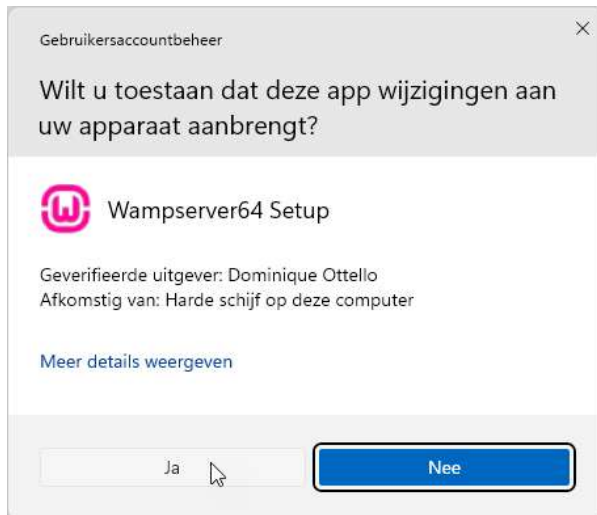 Gebruikersaccountbeheer
Wilt u toestaan dat deze app wijzigingen aan
uw apparaat aanbrengt?
Wampserver64 Setup
Geverifieerde uitgever: Dominique Ottello
Afkomstig van: Harde schijf op deze computer
Meer details weergeven
Ja
Nee